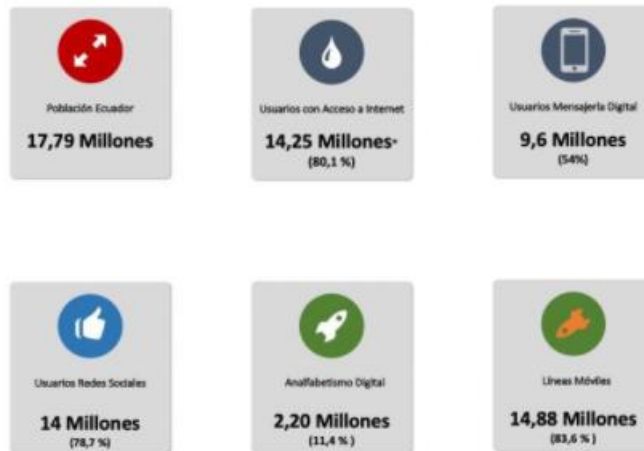 Población Ecuador
17,79 Millones
Usuarios con Acceso a Internet
14,25 Millones*
(80,1 %)
Usuarios Mensajería Digital
9,6 Millones
(54%)
Usuarios Redes Sociales
14 Millones
(78,7 %)
Analfabetismo Digital
2,20 Millones
(11,4 % )
Líneas Móviles
14,88 Millones
(83,6 % )